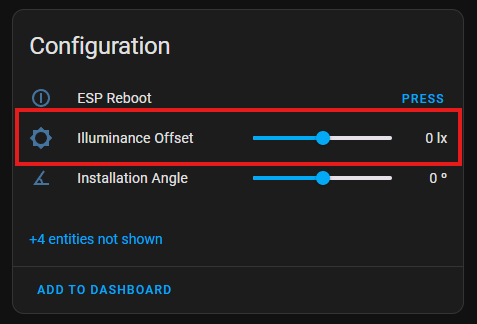 Configuration
ESP Reboot PRESS
Illuminance Offset 0 lx
Installation Angle 0 º
+4 entities not shown
ADD TO DASHBOARD